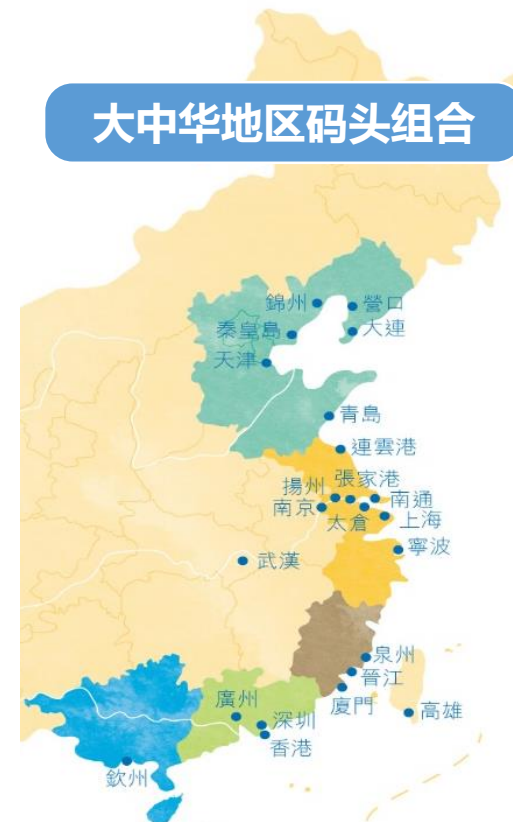 大中华地区码头组合
錦州
營口
秦皇島
大連
天津
青島
連雲港
揚州
張家港
南京
南通
太倉
上海
寧波
武漢
泉州
晉江
廈門
高雄
廣州
深圳
香港
欽州